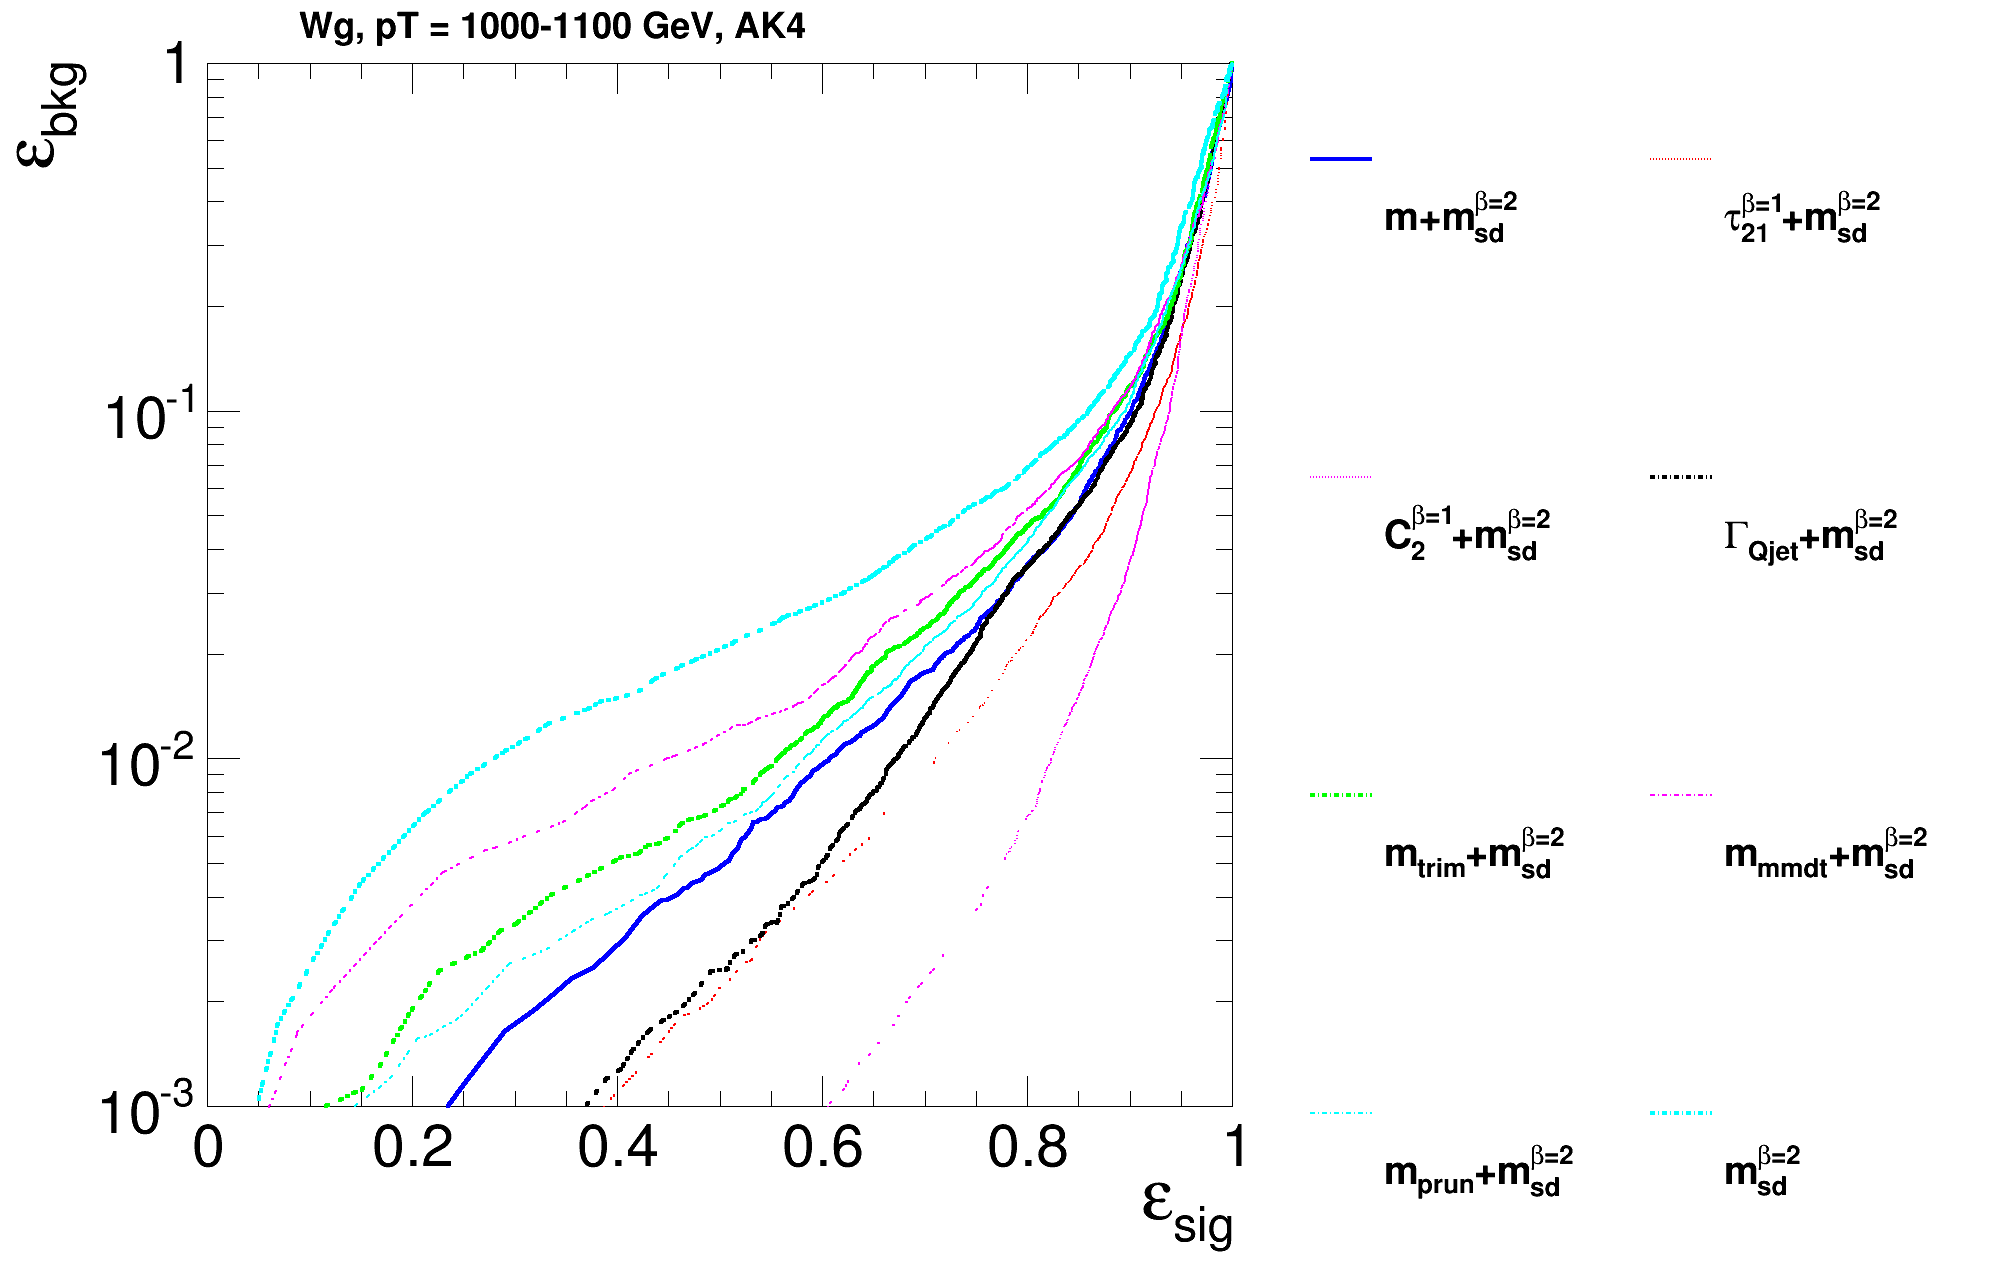 Wg, pT = 1000-1100 GeV, AK4
ε_bkg
1
10^-1
10^-2
10^-3
0 0.2 0.4 0.6 0.8 1
ε_sig
m+m_sd^β=2
τ_21^β=1+m_sd^β=2
C_2^β=1+m_sd^β=2
Γ_Qjet+m_sd^β=2
m_trim+m_sd^β=2
m_mmdt+m_sd^β=2
m_prun+m_sd^β=2
m_sd^β=2